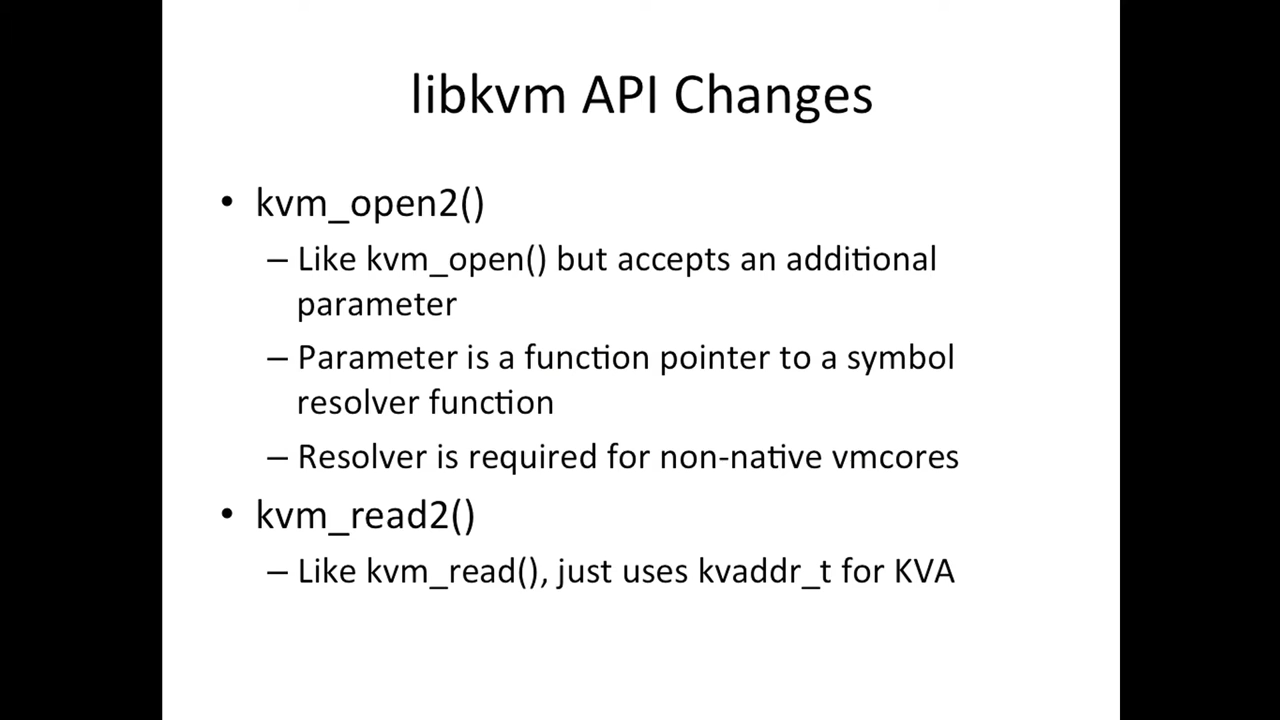 libkvm API Changes
• kvm_open2()
– Like kvm_open() but accepts an additional
parameter
– Parameter is a function pointer to a symbol
resolver function
– Resolver is required for non-native vmcores
• kvm_read2()
– Like kvm_read(), just uses kvaddr_t for KVA